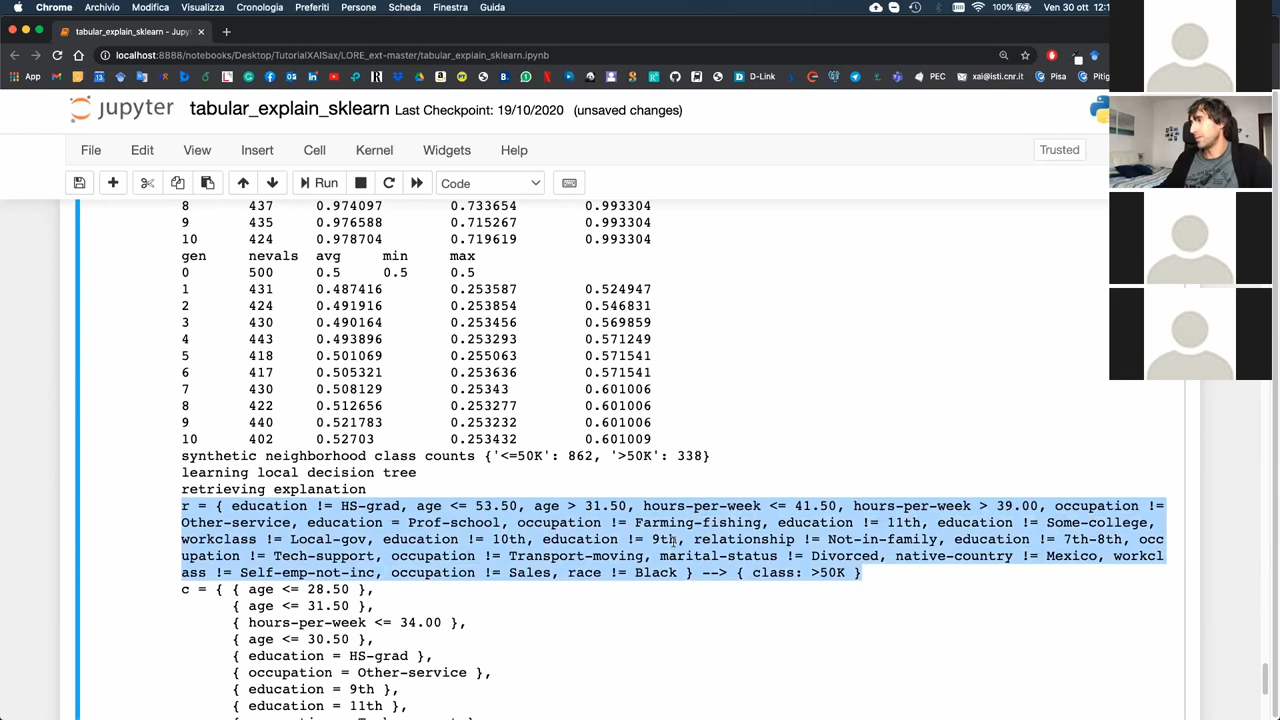 Chrome Archivio Modifica Visualizza Cronologia Preferiti Persone Scheda Finestra Guida 100% Ven 30 ott 12:1
tabular_explain_sklearn - Jupyt
localhost:8888/notebooks/Desktop/TutorialXAISax/LORE_ext-master/tabular_explain_sklearn.ipynb
App D-Link PEC xai@isti.cnr.it Pisa Pitig
jupyter tabular_explain_sklearn Last Checkpoint: 19/10/2020 (unsaved changes)
File Edit View Insert Cell Kernel Widgets Help Trusted
Run Code
8 437 0.974097 0.733654 0.993304
9 435 0.976588 0.715267 0.993304
10 424 0.978704 0.719619 0.993304
gen nevals avg min max
0 500 0.5 0.5 0.5
1 431 0.487416 0.253587 0.524947
2 424 0.491916 0.253854 0.546831
3 430 0.490164 0.253456 0.569859
4 443 0.493896 0.253293 0.571249
5 418 0.501069 0.255063 0.571541
6 417 0.505321 0.253636 0.571541
7 430 0.508129 0.25343 0.601006
8 422 0.512656 0.253277 0.601006
9 440 0.521783 0.253232 0.601006
10 402 0.52703 0.253432 0.601009
synthetic neighborhood class counts {'<=50K': 862, '>50K': 338}
learning local decision tree
retrieving explanation
r = { education != HS-grad, age <= 53.50, age > 31.50, hours-per-week <= 41.50, hours-per-week > 39.00, occupation !=
Other-service, education = Prof-school, occupation != Farming-fishing, education != 11th, education != Some-college,
workclass != Local-gov, education != 10th, education != 9th, relationship != Not-in-family, education != 7th-8th, occ
upation != Tech-support, occupation != Transport-moving, marital-status != Divorced, native-country != Mexico, workcl
ass != Self-emp-not-inc, occupation != Sales, race != Black } --> { class: >50K }
c = { { age <= 28.50 },
{ age <= 31.50 },
{ hours-per-week <= 34.00 },
{ age <= 30.50 },
{ education = HS-grad },
{ occupation = Other-service },
{ education = 9th },
{ education = 11th },